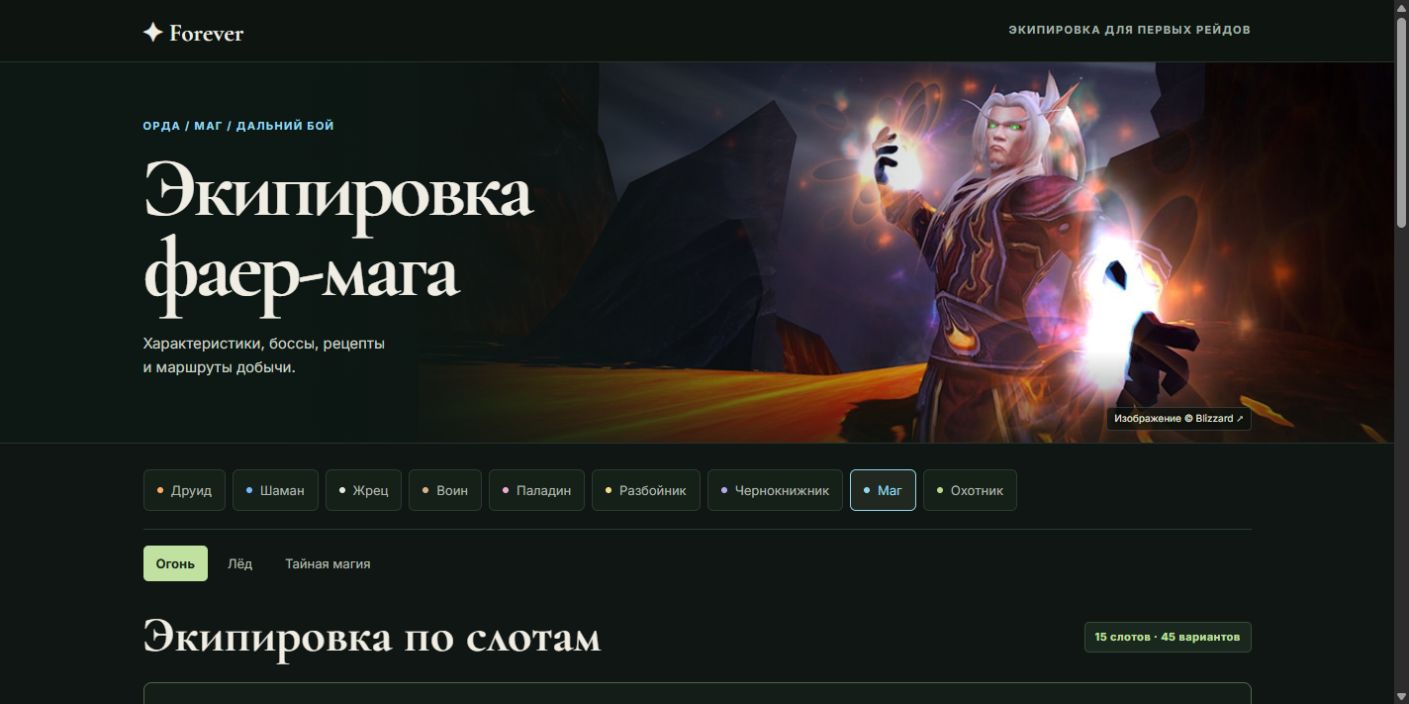 Forever
ЭКИПИРОВКА ДЛЯ ПЕРВЫХ РЕЙДОВ
ОРДА / МАГ / ДАЛЬНИЙ БОЙ
Экипировка
фаер-мага
Характеристики, боссы, рецепты
и маршруты добычи.
Изображение © Blizzard ↗
Друид
Шаман
Жрец
Воин
Паладин
Разбойник
Чернокнижник
Маг
Охотник
Огонь
Лёд
Тайная магия
Экипировка по слотам
15 слотов · 45 вариантов